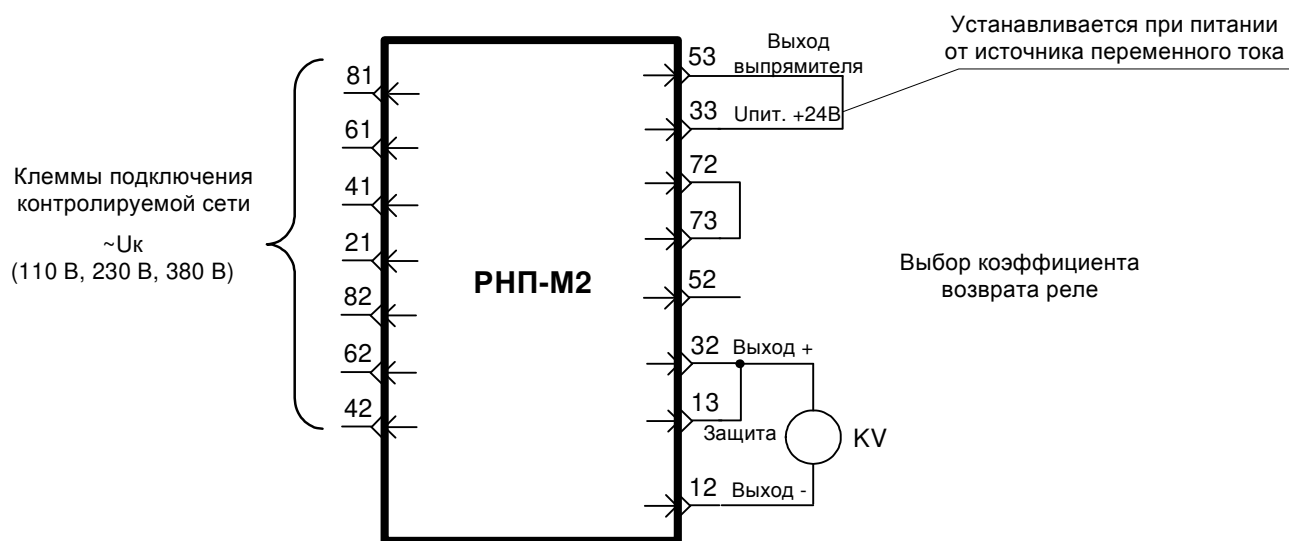 Устанавливается при питании
от источника переменного тока
Выход
выпрямителя
53
33
Uпит. +24В
72
73
52
32
Выход +
13
Защита
12
Выход -
KV
81
61
41
21
82
62
42
Клеммы подключения
контролируемой сети
~Uк
(110 В, 230 В, 380 В)
РНП-М2
Выбор коэффициента
возврата реле